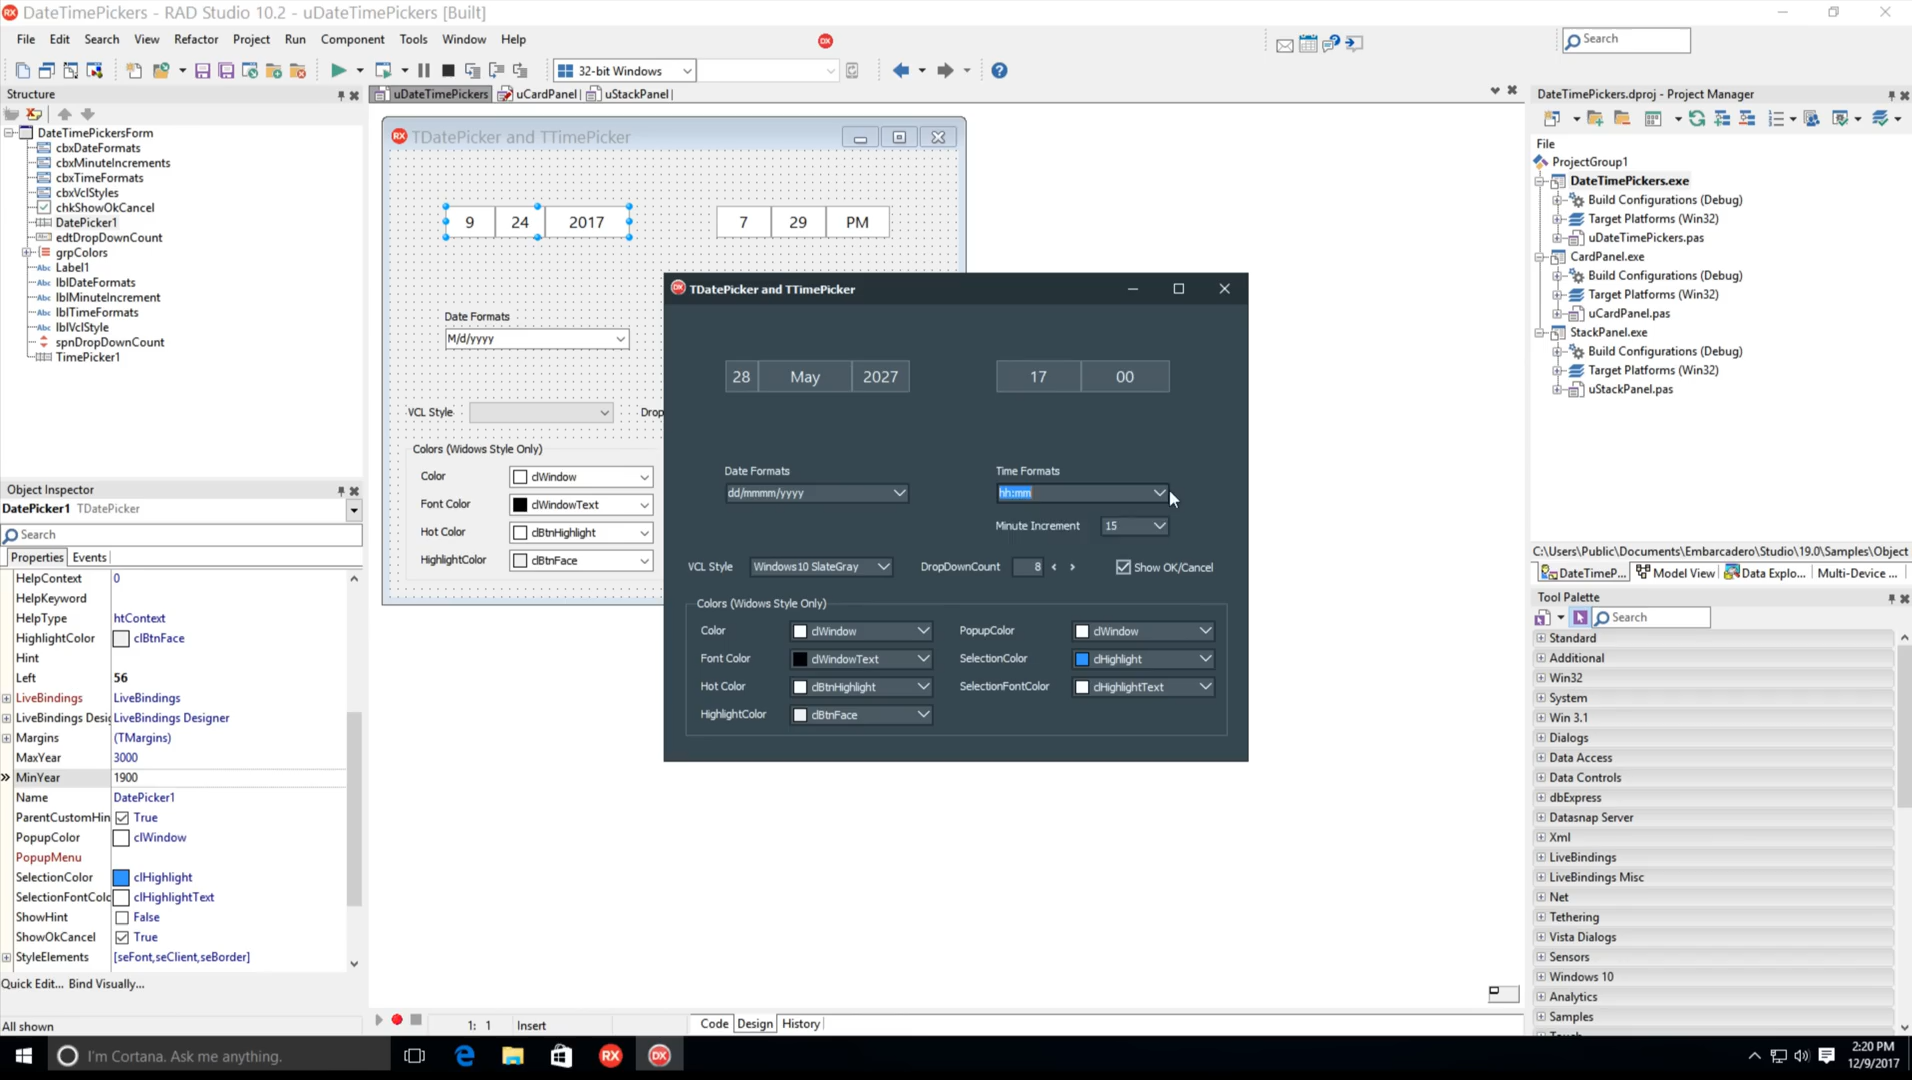 DateTimePickers - RAD Studio 10.2 - uDateTimePickers [Built]
File Edit Search View Refactor Project Run Component Tools Window Help
Search
32-bit Windows
Structure
DateTimePickersForm
cbxDateFormats
cbxMinuteIncrements
cbxTimeFormats
cbxVclStyles
chkShowOkCancel
DatePicker1
edtDropDownCount
grpColors
Label1
lblDateFormats
lblMinuteIncrement
lblTimeFormats
lblVclStyle
spnDropDownCount
TimePicker1
Object Inspector
DatePicker1 TDatePicker
Search
Properties Events
HelpContext 0
HelpKeyword
HelpType htContext
HighlightColor clBtnFace
Hint
Left 56
LiveBindings LiveBindings
LiveBindings Desi LiveBindings Designer
Margins (TMargins)
MaxYear 3000
MinYear 1900
Name DatePicker1
ParentCustomHin True
PopupColor clWindow
PopupMenu
SelectionColor clHighlight
SelectionFontColo clHighlightText
ShowHint False
ShowOkCancel True
StyleElements [seFont,seClient,seBorder]
Quick Edit... Bind Visually...
All shown
uDateTimePickers uCardPanel uStackPanel
TDatePicker and TTimePicker
9 24 2017 7 29 PM
Date Formats
M/d/yyyy
VCL Style Drop
Colors (Widows Style Only)
Color clWindow
Font Color clWindowText
Hot Color clBtnHighlight
HighlightColor clBtnFace
TDatePicker and TTimePicker
28 May 2027 17 00
Date Formats Time Formats
dd/mmmm/yyyy hh:mm
Minute Increment 15
VCL Style Windows10 SlateGray DropDownCount 8 Show OK/Cancel
Colors (Widows Style Only)
Color clWindow PopupColor clWindow
Font Color clWindowText SelectionColor clHighlight
Hot Color clBtnHighlight SelectionFontColor clHighlightText
HighlightColor clBtnFace
1: 1 Insert
Code Design History
DateTimePickers.dproj - Project Manager
File
ProjectGroup1
DateTimePickers.exe
Build Configurations (Debug)
Target Platforms (Win32)
uDateTimePickers.pas
CardPanel.exe
Build Configurations (Debug)
Target Platforms (Win32)
uCardPanel.pas
StackPanel.exe
Build Configurations (Debug)
Target Platforms (Win32)
uStackPanel.pas
C:\Users\Public\Documents\Embarcadero\Studio\19.0\Samples\Object
DateTimeP... Model View Data Explo... Multi-Device ...
Tool Palette
Search
Standard
Additional
Win32
System
Win 3.1
Dialogs
Data Access
Data Controls
dbExpress
Datasnap Server
Xml
LiveBindings
LiveBindings Misc
Net
Tethering
Vista Dialogs
Sensors
Windows 10
Analytics
Samples
I'm Cortana. Ask me anything.
2:20 PM
12/9/2017